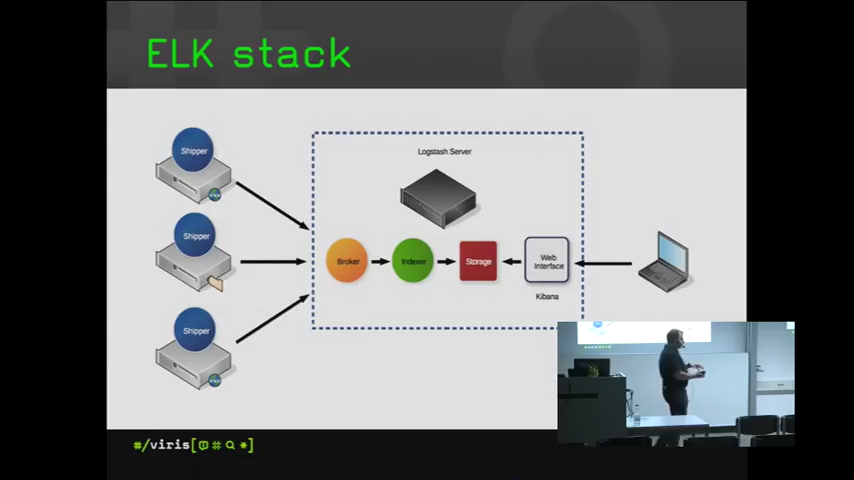 ELK stack
Shipper
Logstash Server
Shipper
Broker
Indexer
Storage
Web
Interface
Kibana
Shipper
#/viris[ # *]